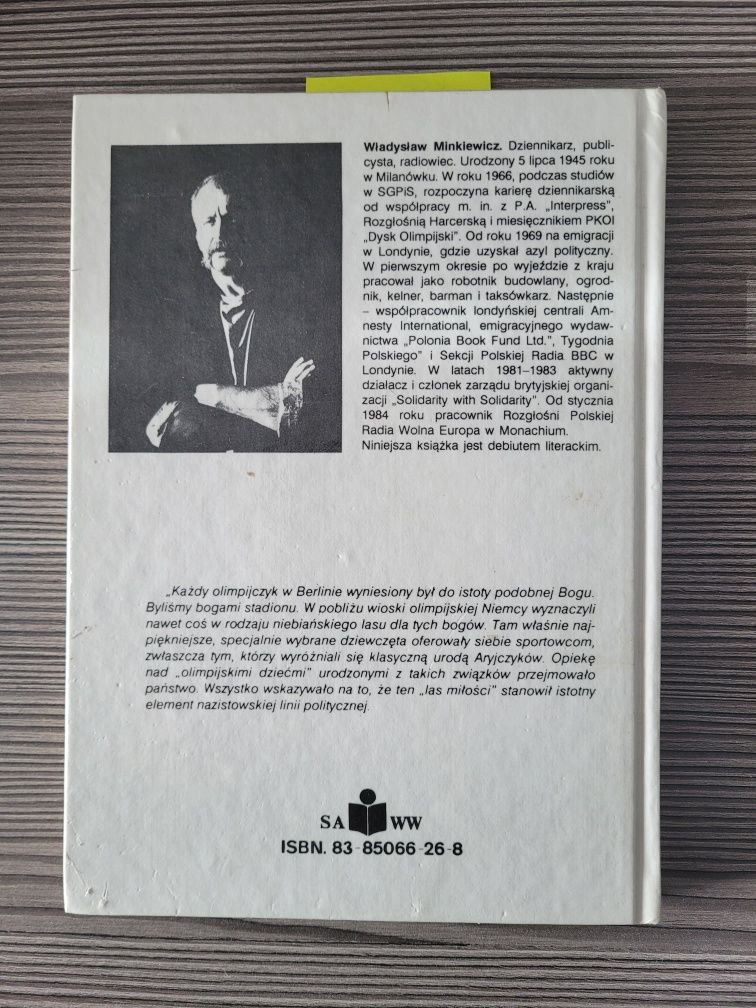 Władysław Minkiewicz. Dziennikarz, publi-
cysta, radiowiec. Urodzony 5 lipca 1945 roku
w Milanówku. W roku 1966, podczas studiów
w SGPiS, rozpoczyna karierę dziennikarską
od współpracy m. in. z P.A. „Interpress”,
Rozgłośnią Harcerską i miesięcznikiem PKOl
„Dysk Olimpijski”. Od roku 1969 na emigracji
w Londynie, gdzie uzyskał azyl polityczny.
W pierwszym okresie po wyjeździe z kraju
pracował jako robotnik budowlany, ogrod-
nik, kelner, barman i taksówkarz. Następnie
– współpracownik londyńskiej centrali Am-
nesty International, emigracyjnego wydaw-
nictwa „Polonia Book Fund Ltd.”, Tygodnia
Polskiego” i Sekcji Polskiej Radia BBC w
Londynie. W latach 1981–1983 aktywny
działacz i członek zarządu brytyjskiej organi-
zacji „Solidarity with Solidarity”. Od stycznia
1984 roku pracownik Rozgłośni Polskiej
Radia Wolna Europa w Monachium.
Niniejsza książka jest debiutem literackim.
„Każdy olimpijczyk w Berlinie wyniesiony był do istoty podobnej Bogu.
Byliśmy bogami stadionu. W pobliżu wioski olimpijskiej Niemcy wyznaczyli
nawet coś w rodzaju niebiańskiego lasu dla tych bogów. Tam właśnie naj-
piękniejsze, specjalnie wybrane dziewczęta oferowały siebie sportowcom,
zwłaszcza tym, którzy wyróżniali się klasyczną urodą Aryjczyków. Opiekę
nad „olimpijskimi dziećmi” urodzonymi z takich związków przejmowało
państwo. Wszystko wskazywało na to, że ten „las miłości” stanowił istotny
element nazistowskiej linii politycznej.
SA WW
ISBN. 83-85066-26-8